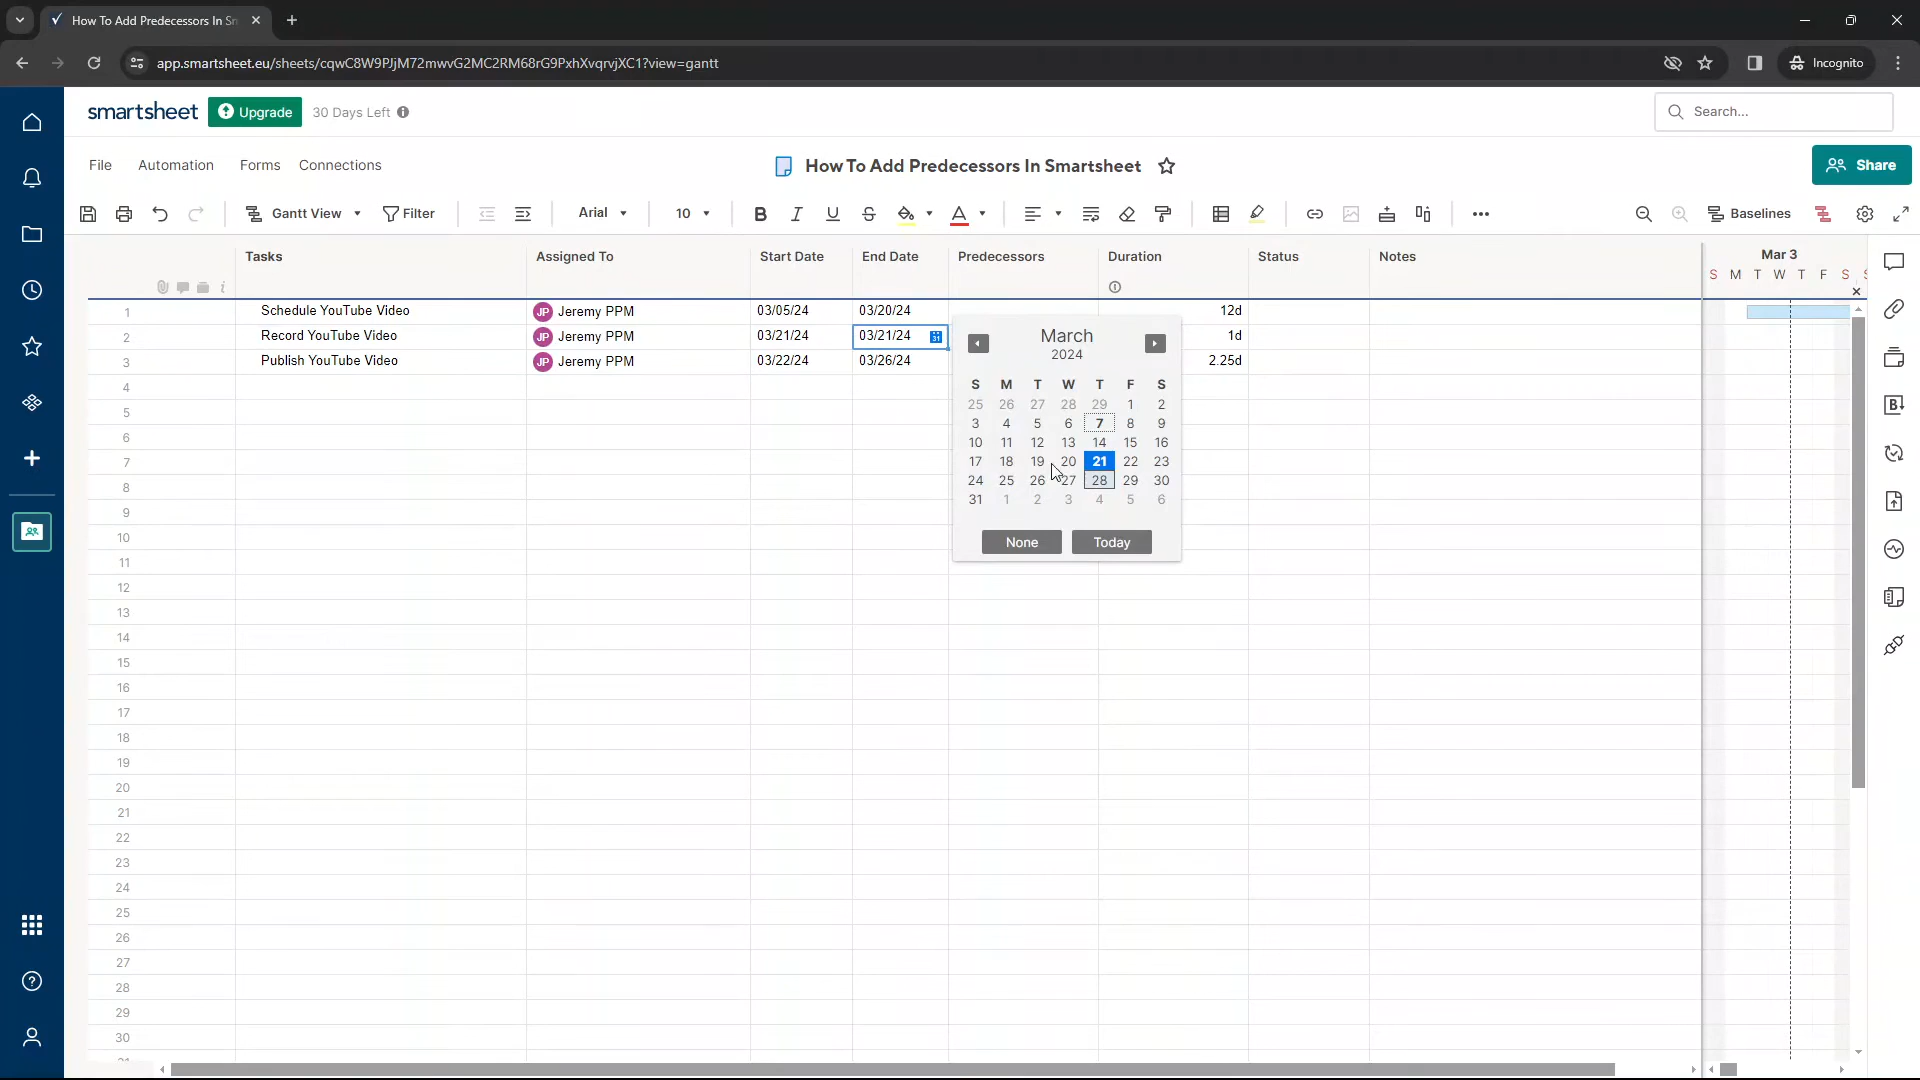 How To Add Predecessors In Sm
app.smartsheet.eu/sheets/cqwC8W9PJjM72mwvG2MC2RM68rG9PxhXvqrvjXC1?view=gantt
Incognito
smartsheet
Upgrade
30 Days Left
Search...
File Automation Forms Connections
How To Add Predecessors In Smartsheet
Share
Gantt View Filter Arial 10 B I U S A Baselines
Tasks Assigned To Start Date End Date Predecessors Duration Status Notes
Mar 3
S M T W T F S S
1 Schedule YouTube Video JP Jeremy PPM 03/05/24 03/20/24 12d
2 Record YouTube Video JP Jeremy PPM 03/21/24 03/21/24 31 1d
3 Publish YouTube Video JP Jeremy PPM 03/22/24 03/26/24 2.25d
March
2024
S M T W T F S
25 26 27 28 29 1 2
3 4 5 6 7 8 9
10 11 12 13 14 15 16
17 18 19 20 21 22 23
24 25 26 27 28 29 30
31 1 2 3 4 5 6
None Today
4
5
6
7
8
9
10
11
12
13
14
15
16
17
18
19
20
21
22
23
24
25
26
27
28
29
30